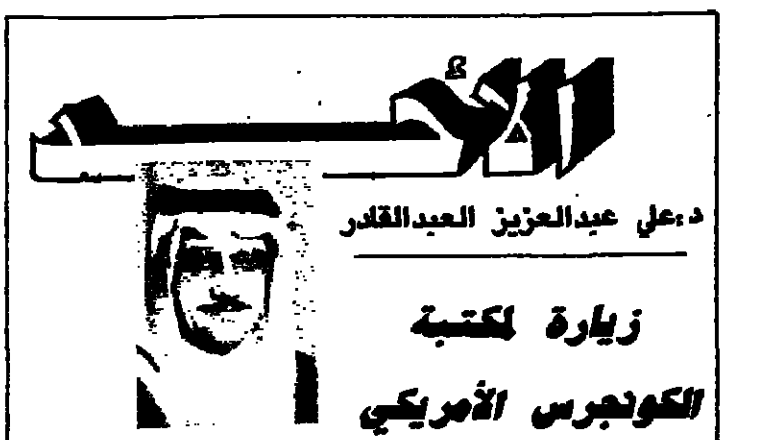 الأحد
د.علي عبدالعزيز العبدالقادر
زيارة لمكتبة
الكونجرس الأمريكي